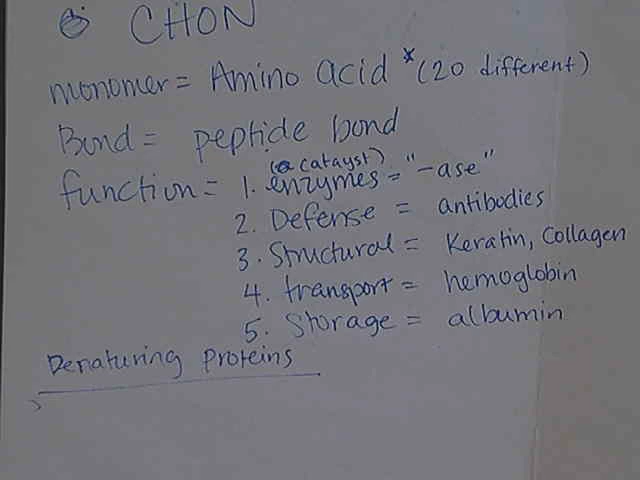 CHON
monomer = Amino acid * (20 different)
Bond = peptide bond
(a catayst)
function = 1. enzymes = "-ase"
2. Defense = antibodies
3. Structural = Keratin, Collagen
4. transport = hemoglobin
5. Storage = albumin
Denaturing Proteins